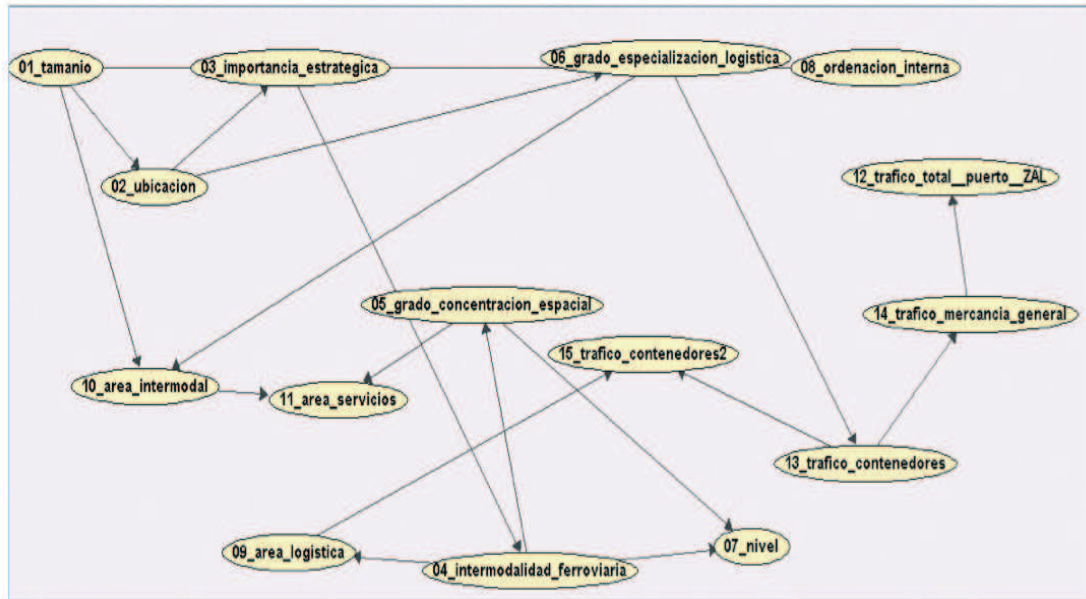 01_tamanio
03_importancia_estrategica
06_grado_especializacion_logistica
08_ordenacion_interna
02_ubicacion
12_trafico_total__puerto__ZAL
05_grado_concentracion_espacial
14_trafico_mercancia_general
15_trafico_contenedores2
10_area_intermodal
11_area_servicios
13_trafico_contenedores
09_area_logistica
07_nivel
04_intermodalidad_ferroviaria